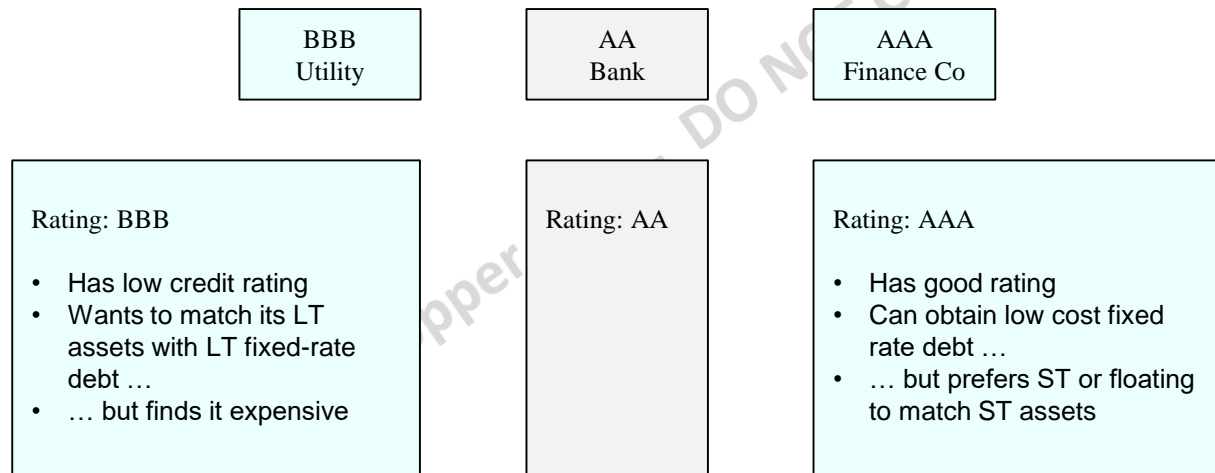 BBB
Utility
AA
Bank
AAA
Finance Co
DO NOT
Rating: BBB
• Has low credit rating
• Wants to match its LT
assets with LT fixed-rate
debt …
• … but finds it expensive
Rating: AA
Rating: AAA
• Has good rating
• Can obtain low cost fixed
rate debt …
• … but prefers ST or floating
to match ST assets